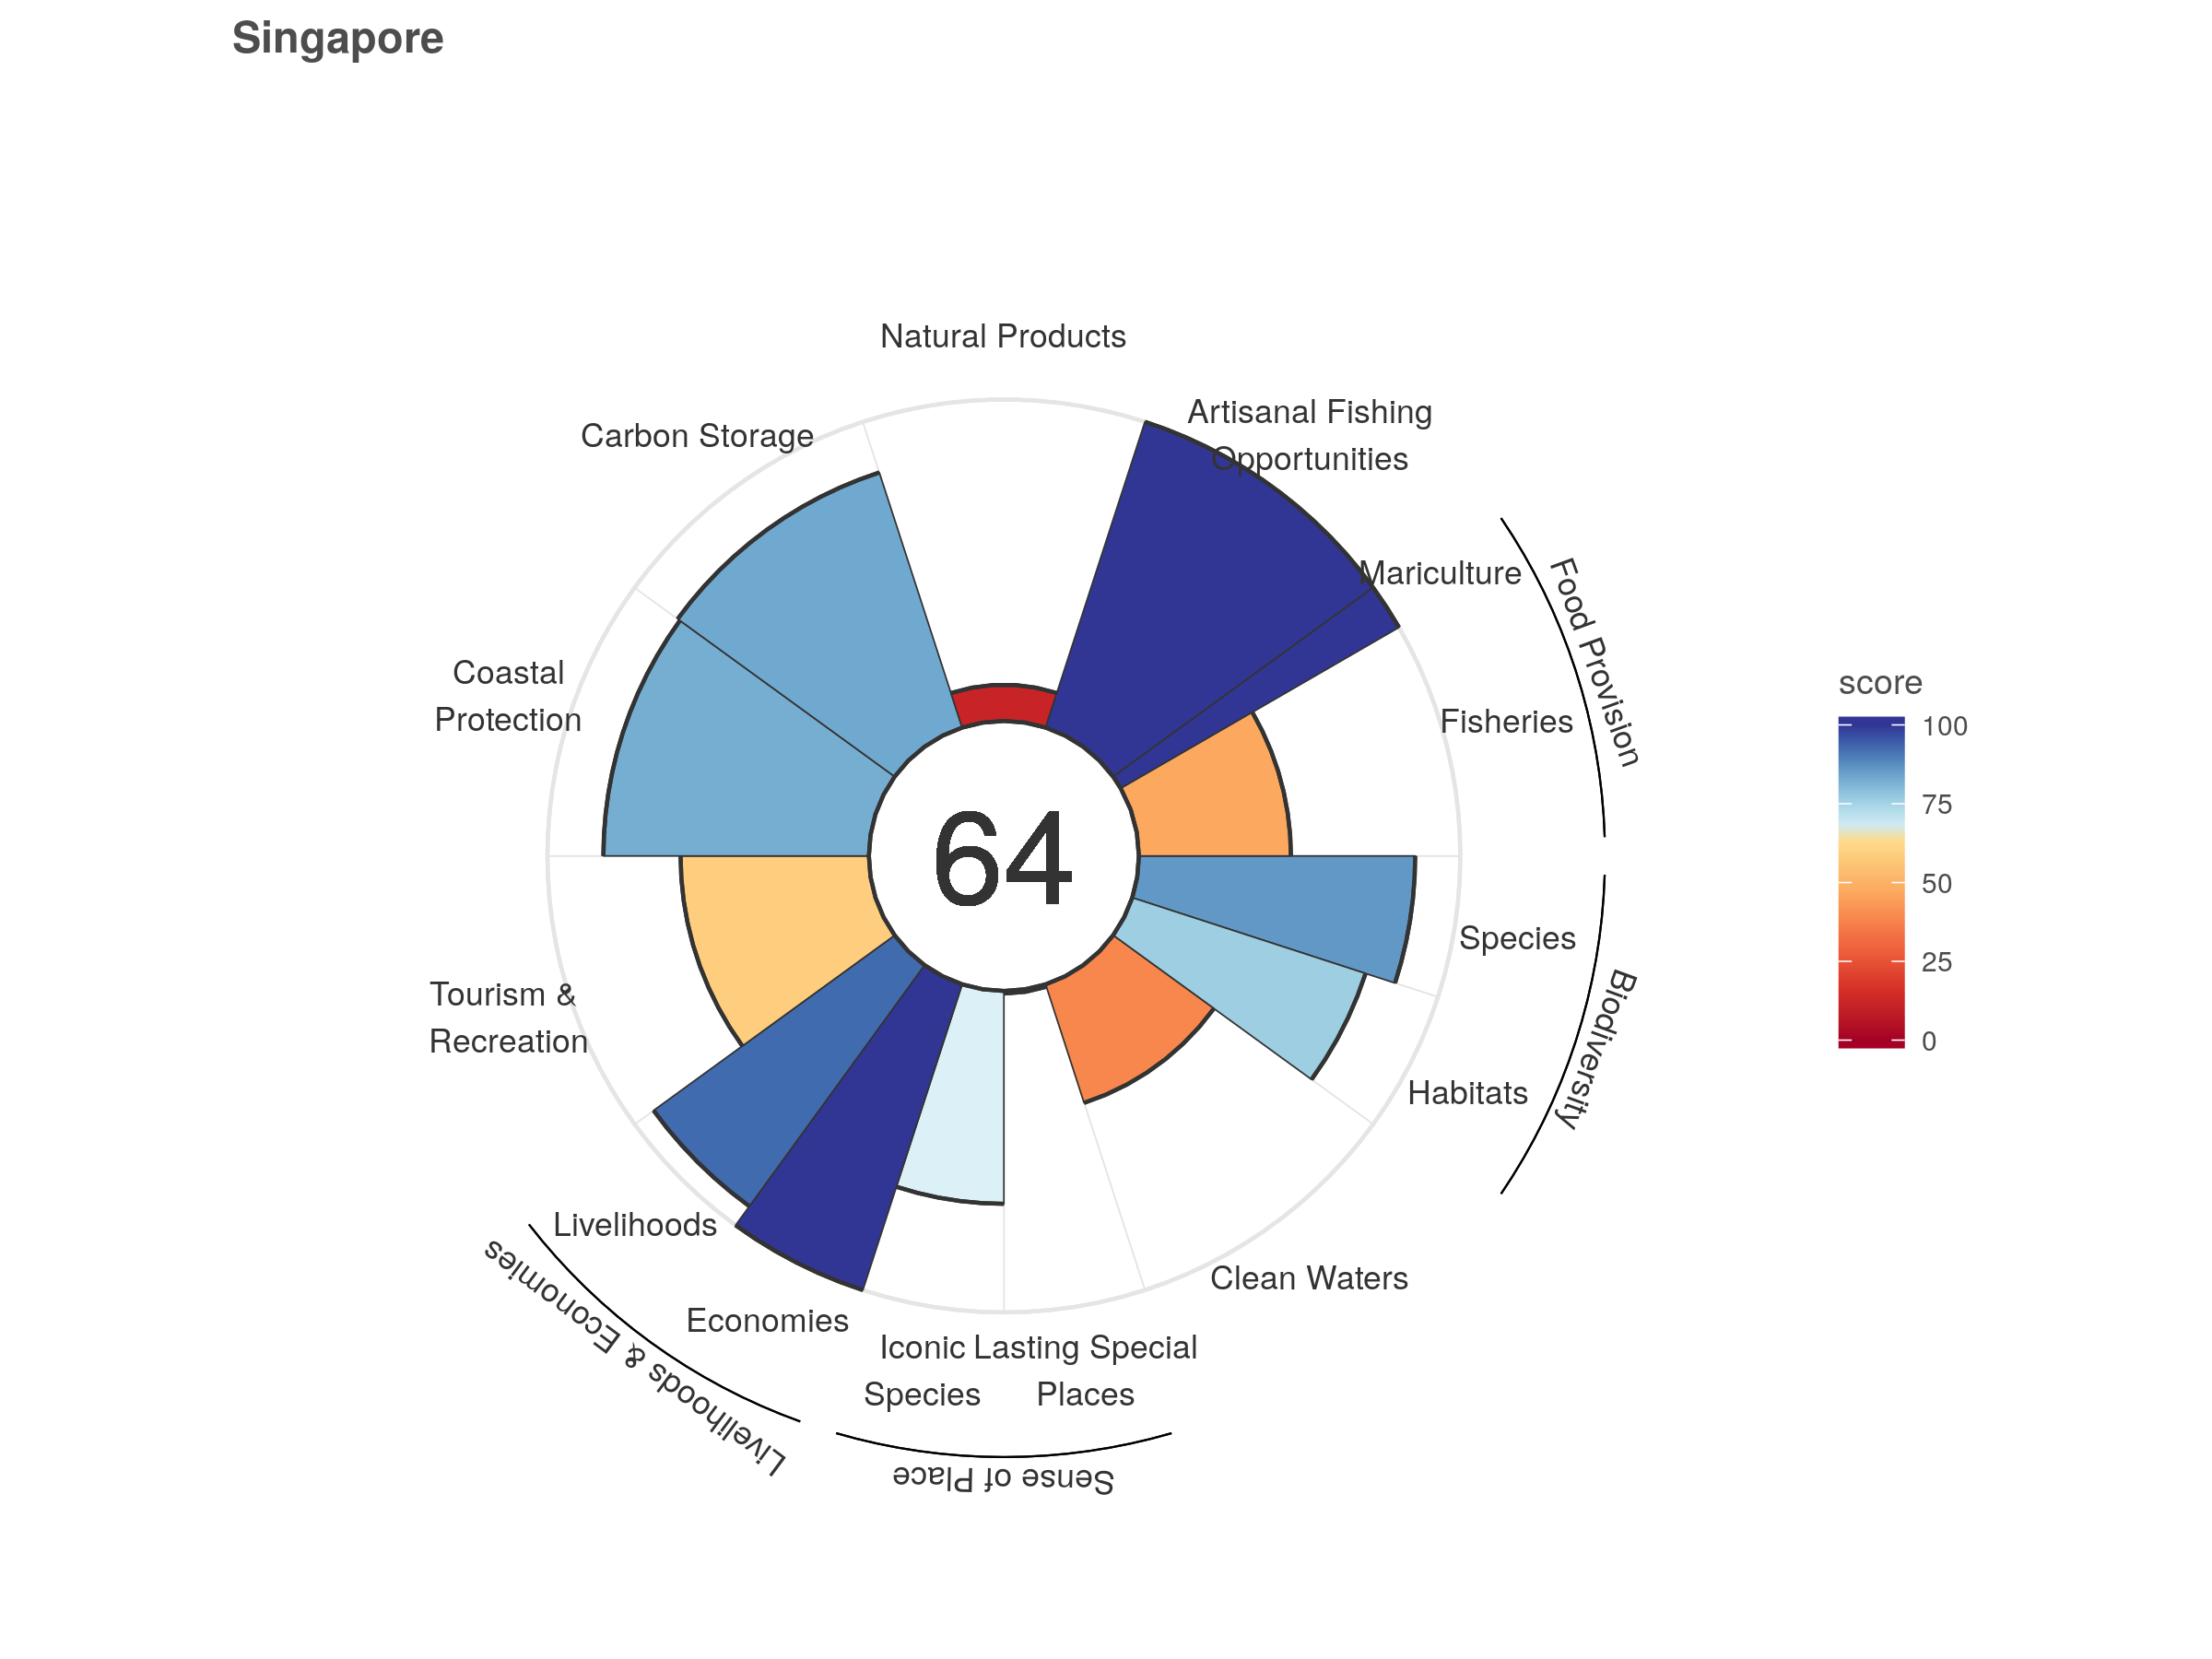 Singapore
Natural Products
Artisanal Fishing
Opportunities
Carbon Storage
Mariculture
Food Provision
Fisheries
Coastal
Protection
64
Species
Biodiversity
Habitats
Tourism &
Recreation
Livelihoods
Livelihoods & Economies
Economies
Clean Waters
Iconic
Species
Lasting Special
Places
Sense of Place
score
100
75
50
25
0